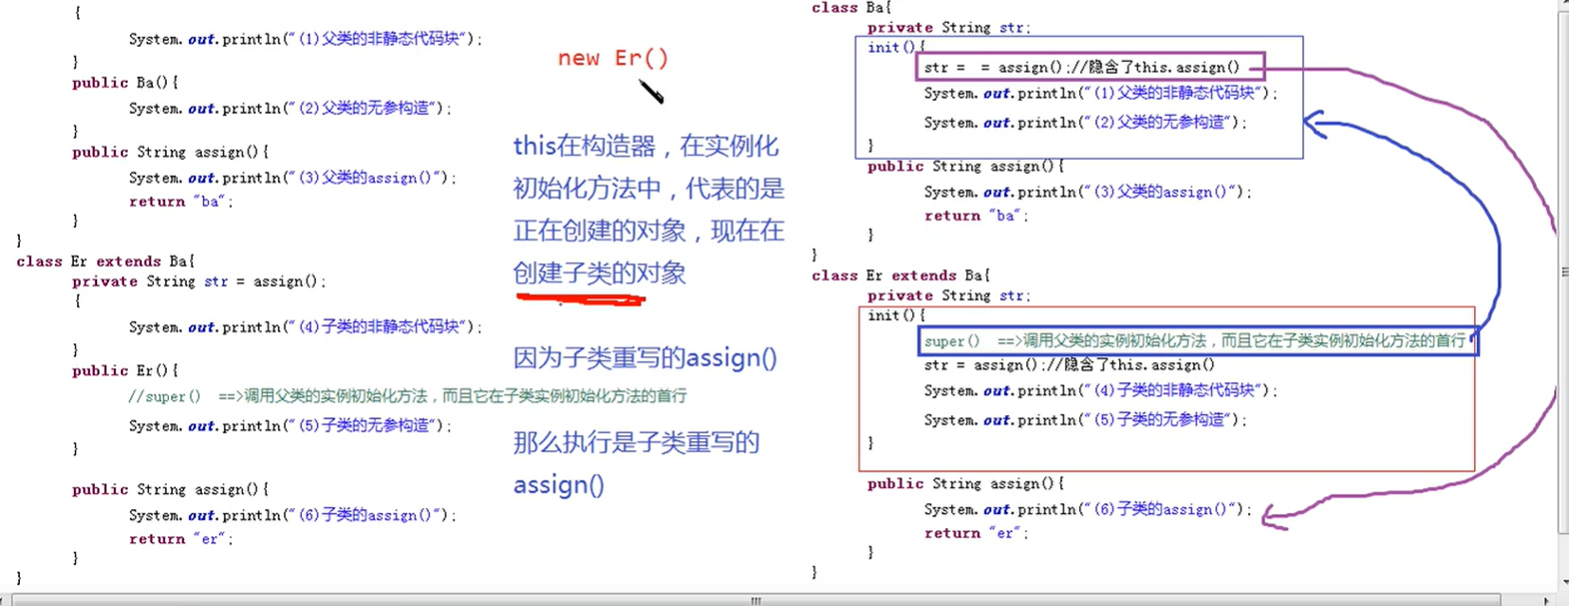 {
System.out.println("(1)父类的非静态代码块");
}
public Ba(){
System.out.println("(2)父类的无参构造");
}
public String assign(){
System.out.println("(3)父类的assign()");
return "ba";
}
}
class Er extends Ba{
private String str = assign();
{
System.out.println("(4)子类的非静态代码块");
}
public Er(){
//super() ==>调用父类的实例初始化方法，而且它在子类实例初始化方法的首行
System.out.println("(5)子类的无参构造");
}
public String assign(){
System.out.println("(6)子类的assign()");
return "er";
}
}
new Er()
this在构造器，在实例化
初始化方法中，代表的是
正在创建的对象，现在在
创建子类的对象
因为子类重写的assign()
那么执行是子类重写的
assign()
class Ba{
private String str;
init(){
str = = assign();//隐含了this.assign()
System.out.println("(1)父类的非静态代码块");
System.out.println("(2)父类的无参构造");
}
public String assign(){
System.out.println("(3)父类的assign()");
return "ba";
}
}
class Er extends Ba{
private String str;
init(){
super() ==>调用父类的实例初始化方法，而且它在子类实例初始化方法的首行
str = assign();//隐含了this.assign()
System.out.println("(4)子类的非静态代码块");
System.out.println("(5)子类的无参构造");
}
public String assign(){
System.out.println("(6)子类的assign()");
return "er";
}
}